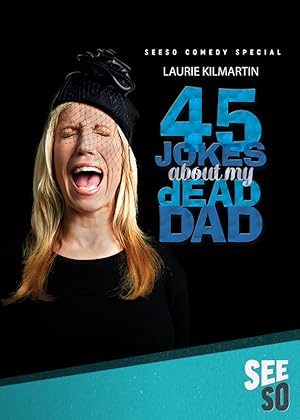 SEESO COMEDY SPECIAL
LAURIE KILMARTIN
45
JOKES
about my
dEAD
DAD
SEE
SO